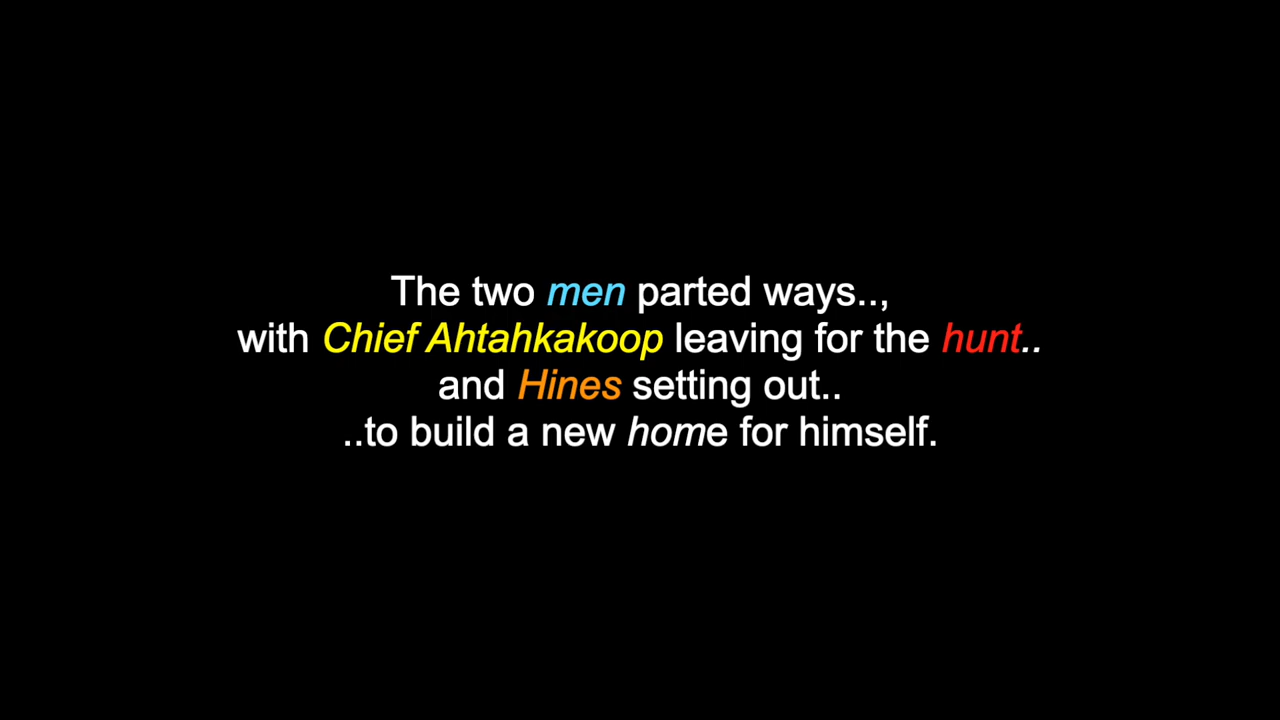 The two men parted ways..,
with Chief Ahtahkakoop leaving for the hunt..
and Hines setting out..
..to build a new home for himself.